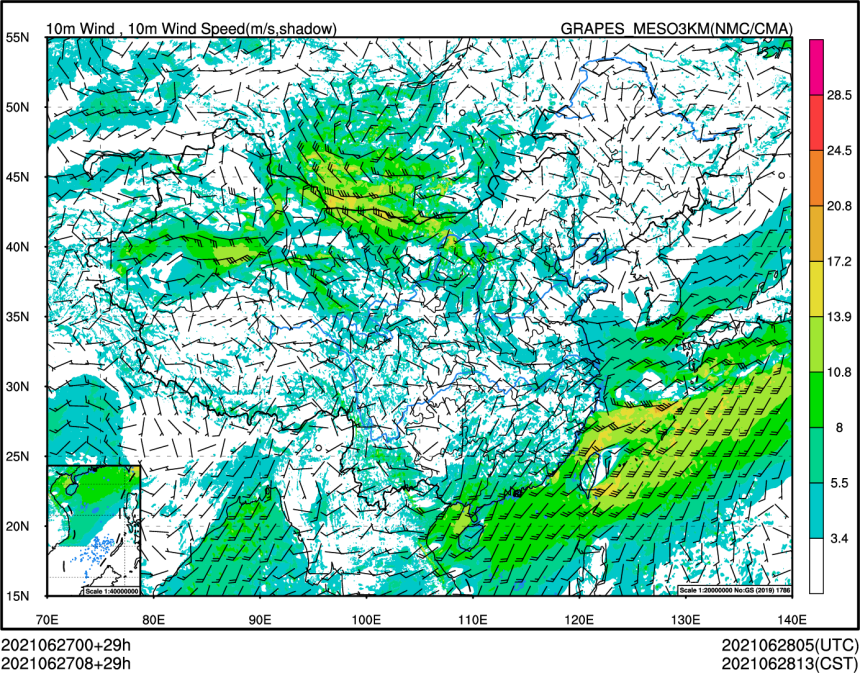 10m Wind , 10m Wind Speed(m/s,shadow) GRAPES_MESO3KM(NMC/CMA)
55N
50N
45N
40N
35N
30N
25N
20N
15N
28.5
24.5
20.8
17.2
13.9
10.8
8
5.5
3.4
Scale 1:40000000
Scale 1:20000000 No:GS (2019) 1786
70E 80E 90E 100E 110E 120E 130E 140E
2021062700+29h 2021062805(UTC)
2021062708+29h 2021062813(CST)